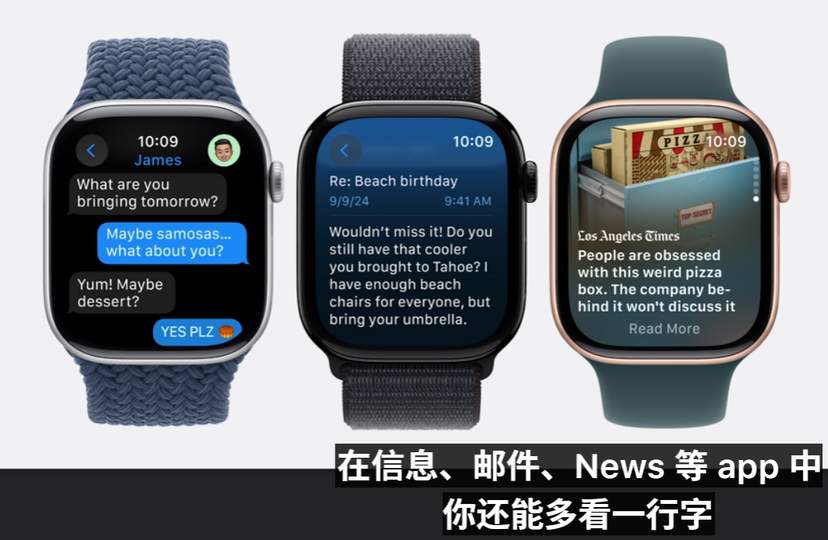 10:09
James
What are you
bringing tomorrow?
Maybe samosas...
what about you?
Yum! Maybe
dessert?
YES PLZ
10:09
Re: Beach birthday
9/9/24 9:41 AM
Wouldn’t miss it! Do you
still have that cooler
you brought to Tahoe? I
have enough beach
chairs for everyone, but
bring your umbrella.
PIZZ
10:09
TOP SECRET
Los Angeles Times
People are obsessed
with this weird pizza
box. The company be-
hind it won't discuss it
Read More
在信息、邮件、News 等 app 中
你还能多看一行字